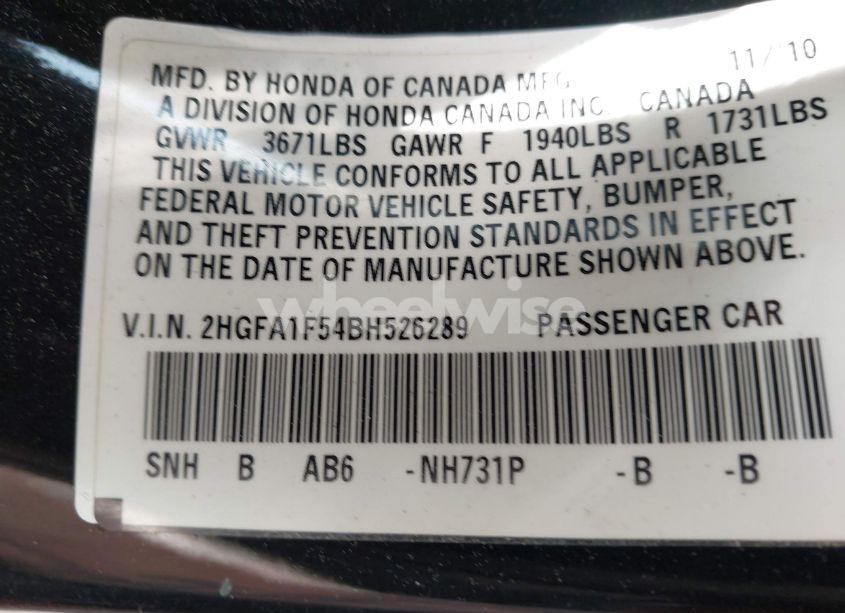 MFD. BY HONDA OF CANADA MFG 11/10
A DIVISION OF HONDA CANADA INC. CANADA
GVWR 3671LBS GAWR F 1940LBS R 1731LBS
THIS VEHICLE CONFORMS TO ALL APPLICABLE
FEDERAL MOTOR VEHICLE SAFETY, BUMPER,
AND THEFT PREVENTION STANDARDS IN EFFECT
ON THE DATE OF MANUFACTURE SHOWN ABOVE.
wheelwise
V.I.N. 2HGFA1F54BH526289 PASSENGER CAR
SNH B AB6 -NH731P -B -B